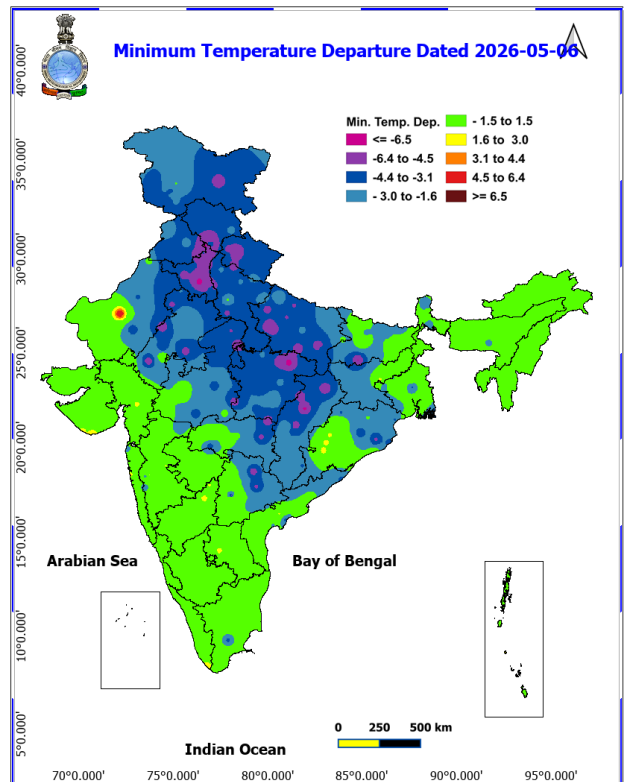 Minimum Temperature Departure Dated 2026-05-06
Min. Temp. Dep.
<= -6.5
-6.4 to -4.5
-4.4 to -3.1
- 3.0 to -1.6
- 1.5 to 1.5
1.6 to 3.0
3.1 to 4.4
4.5 to 6.4
>= 6.5
40°0.000'
35°0.000'
30°0.000'
25°0.000'
20°0.000'
15°0.000'
10°0.000'
5°0.000'
Arabian Sea
Bay of Bengal
Indian Ocean
0 250 500 km
70°0.000' 75°0.000' 80°0.000' 85°0.000' 90°0.000' 95°0.000'